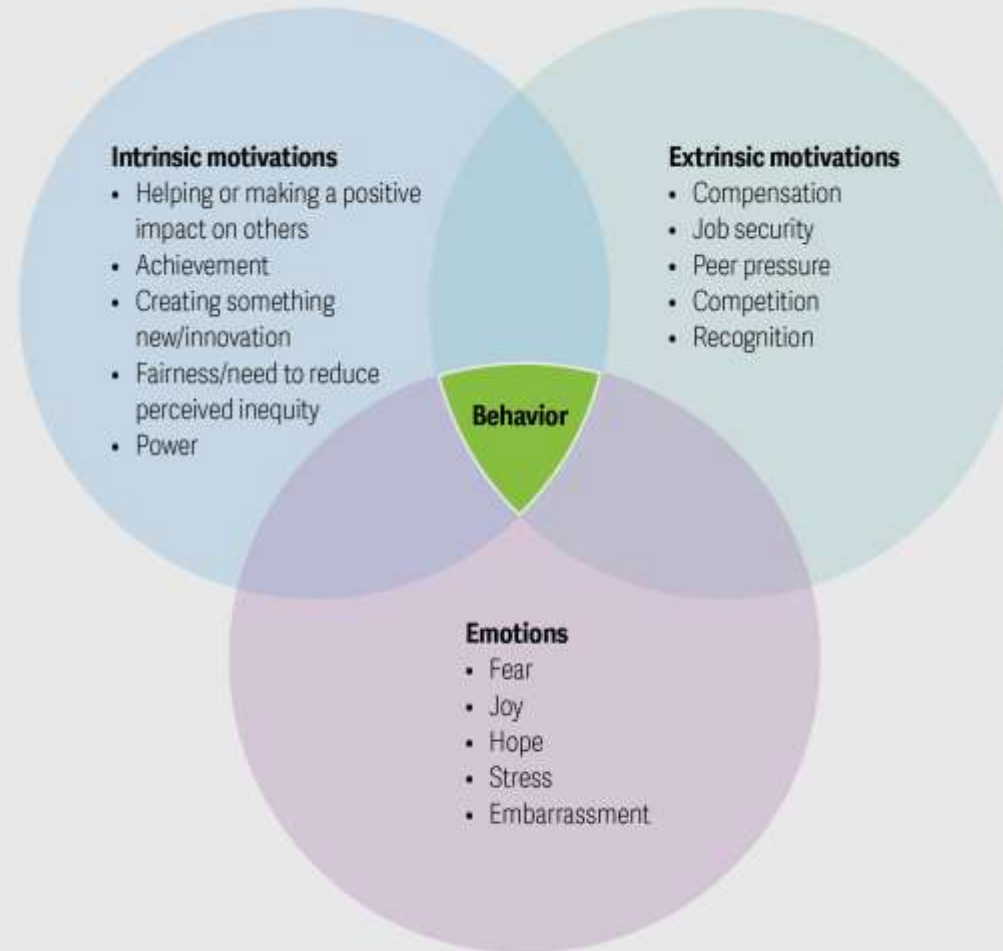 Intrinsic motivations
• Helping or making a positive
impact on others
• Achievement
• Creating something
new/innovation
• Fairness/need to reduce
perceived inequity
• Power
Extrinsic motivations
• Compensation
• Job security
• Peer pressure
• Competition
• Recognition
Behavior
Emotions
• Fear
• Joy
• Hope
• Stress
• Embarrassment